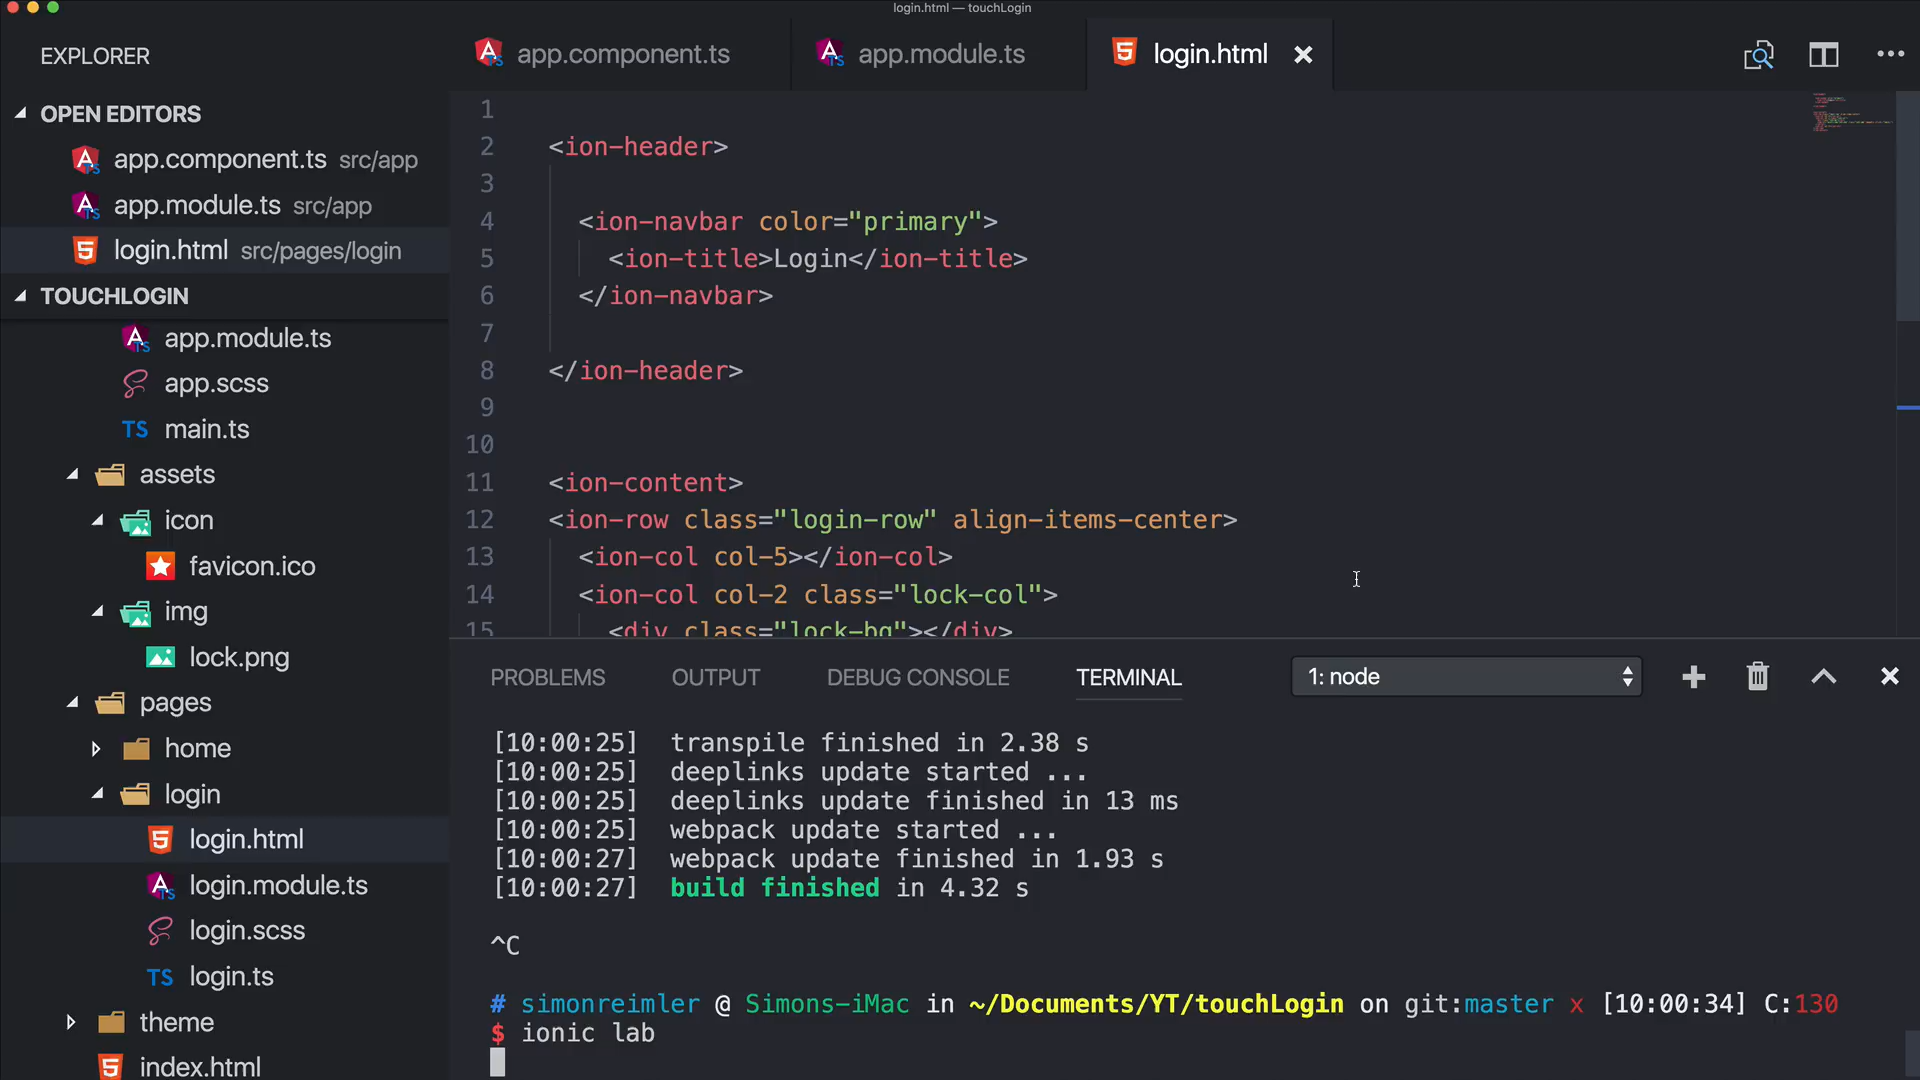 login.html — touchLogin
EXPLORER
OPEN EDITORS
app.component.ts src/app
app.module.ts src/app
login.html src/pages/login
TOUCHLOGIN
app.module.ts
app.scss
TS main.ts
assets
icon
favicon.ico
img
lock.png
pages
home
login
login.html
login.module.ts
login.scss
TS login.ts
theme
index.html
app.component.ts
app.module.ts
login.html
1
2 <ion-header>
3
4 <ion-navbar color="primary">
5 <ion-title>Login</ion-title>
6 </ion-navbar>
7
8 </ion-header>
9
10
11 <ion-content>
12 <ion-row class="login-row" align-items-center>
13 <ion-col col-5></ion-col>
14 <ion-col col-2 class="lock-col">
15 <div class="lock-bg"></div>
PROBLEMS OUTPUT DEBUG CONSOLE TERMINAL 1: node
[10:00:25] transpile finished in 2.38 s
[10:00:25] deeplinks update started ...
[10:00:25] deeplinks update finished in 13 ms
[10:00:25] webpack update started ...
[10:00:27] webpack update finished in 1.93 s
[10:00:27] build finished in 4.32 s
^C
# simonreimler @ Simons-iMac in ~/Documents/YT/touchLogin on git:master x [10:00:34] C:130
$ ionic lab